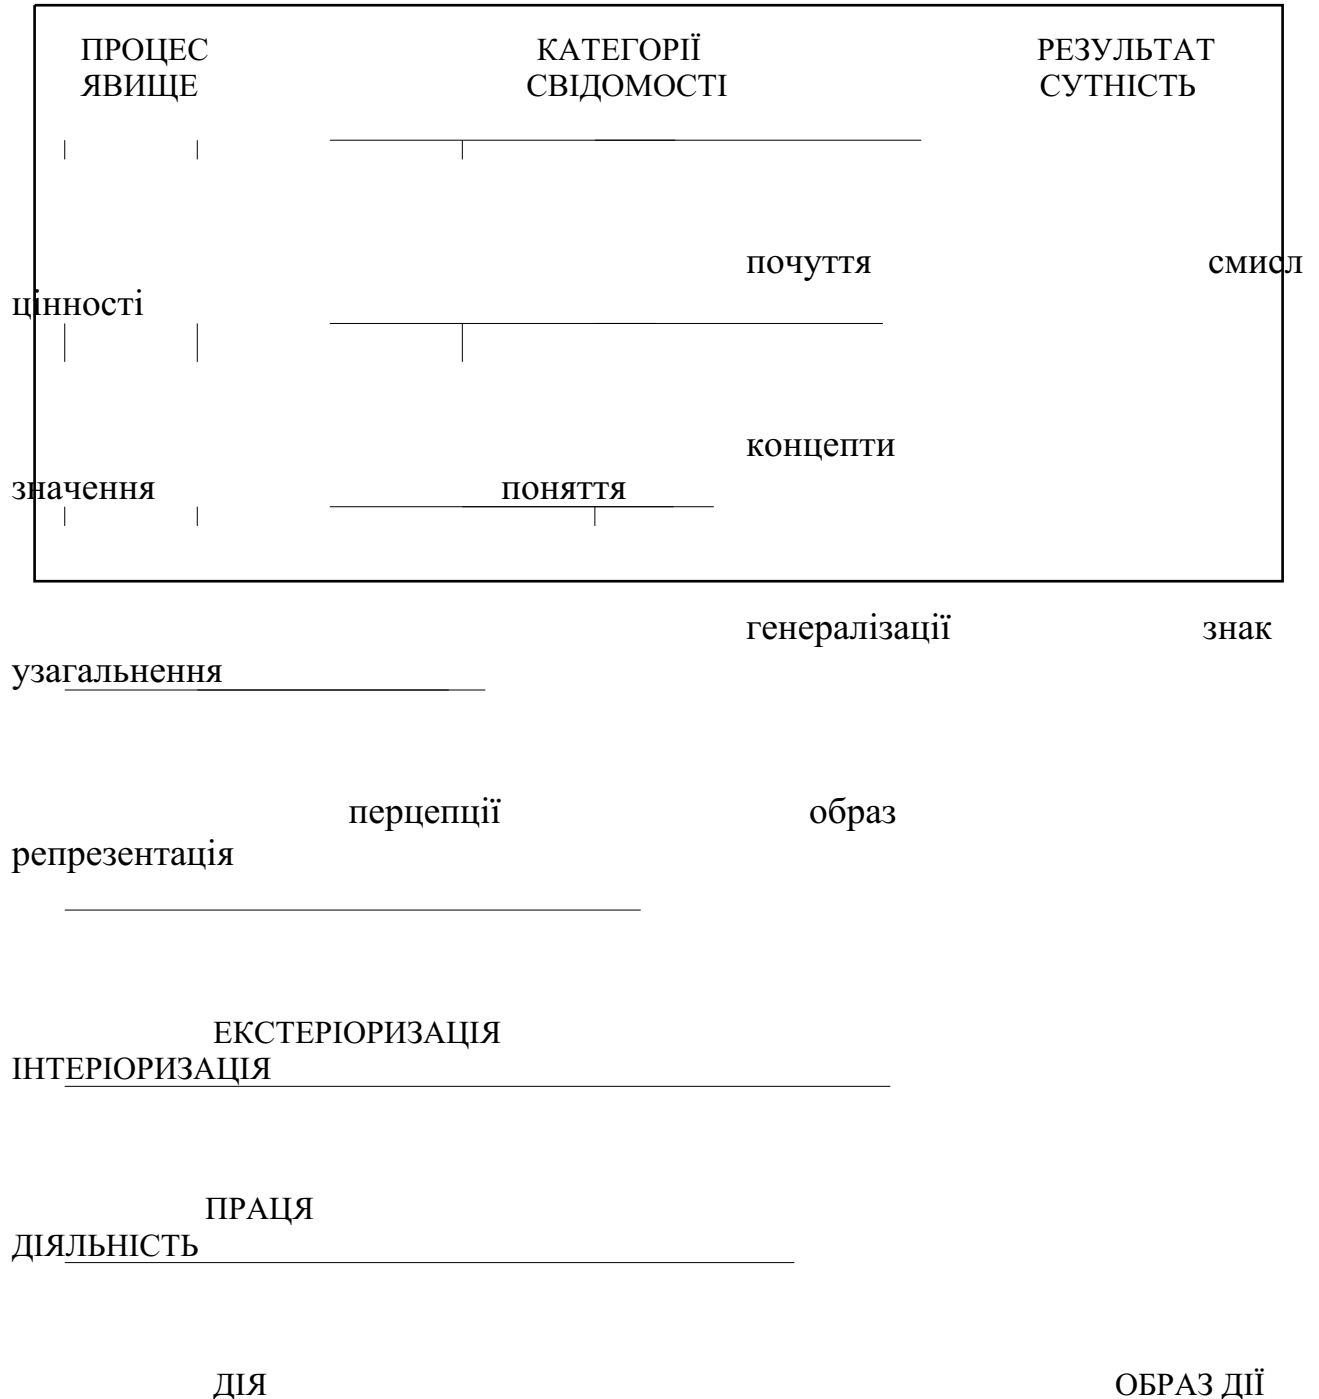 ПРОЦЕС КАТЕГОРІЇ РЕЗУЛЬТАТ
ЯВИЩЕ СВІДОМОСТІ СУТНІСТЬ
почуття смисл
цінності
концепти
значення поняття
генералізації знак
узагальнення
перцепції образ
репрезентація
ЕКСТЕРІОРИЗАЦІЯ
ІНТЕРІОРИЗАЦІЯ
ПРАЦЯ
ДІЯЛЬНІСТЬ
ДІЯ ОБРАЗ ДІЇ